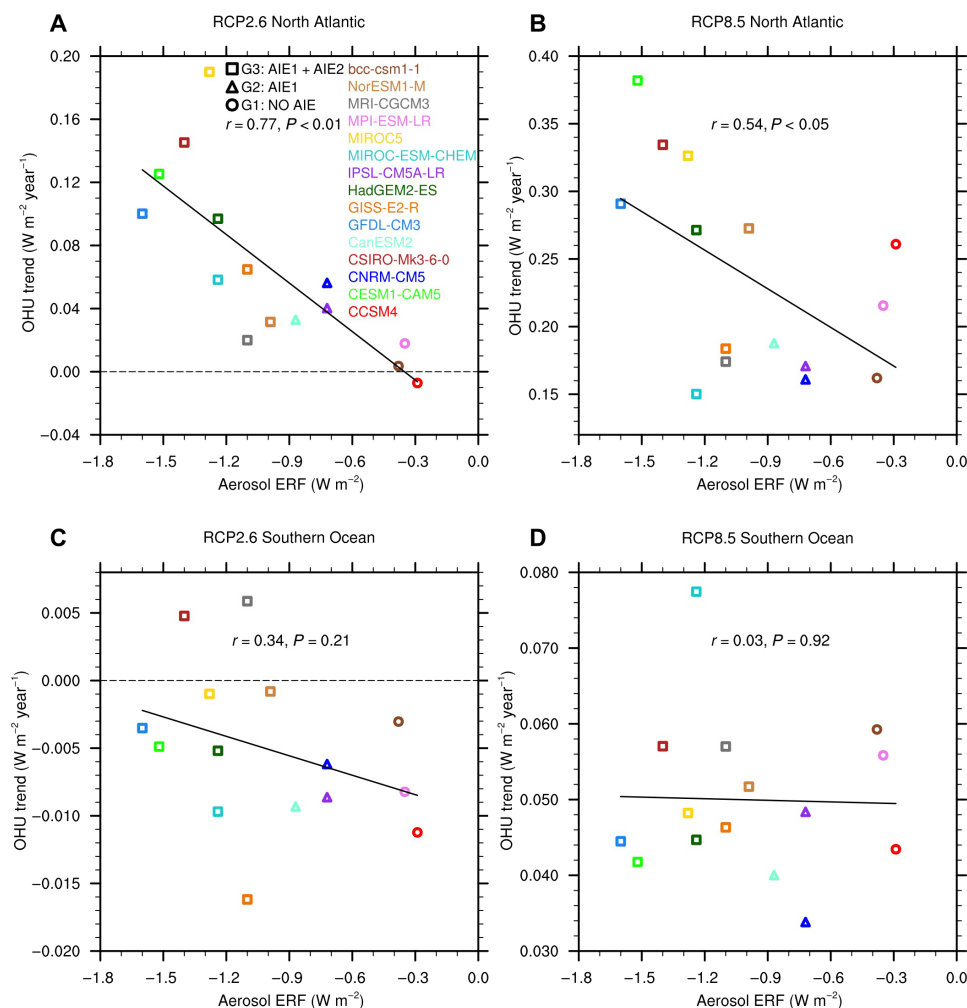 A
RCP2.6 North Atlantic
OHU trend (W m⁻² year⁻¹)
0.20
0.16
0.12
0.08
0.04
0.00
−0.04
G3: AIE1 + AIE2
G2: AIE1
G1: NO AIE
r = 0.77, P < 0.01
bcc-csm1-1
NorESM1-M
MRI-CGCM3
MPI-ESM-LR
MIROC5
MIROC-ESM-CHEM
IPSL-CM5A-LR
HadGEM2-ES
GISS-E2-R
GFDL-CM3
CanESM2
CSIRO-Mk3-6-0
CNRM-CM5
CESM1-CAM5
CCSM4
−1.8 −1.5 −1.2 −0.9 −0.6 −0.3 0.0
Aerosol ERF (W m⁻²)
B
RCP8.5 North Atlantic
OHU trend (W m⁻² year⁻¹)
0.40
0.35
0.30
0.25
0.20
0.15
r = 0.54, P < 0.05
−1.8 −1.5 −1.2 −0.9 −0.6 −0.3 0.0
Aerosol ERF (W m⁻²)
C
RCP2.6 Southern Ocean
OHU trend (W m⁻² year⁻¹)
0.005
0.000
−0.005
−0.010
−0.015
−0.020
r = 0.34, P = 0.21
−1.8 −1.5 −1.2 −0.9 −0.6 −0.3 0.0
Aerosol ERF (W m⁻²)
D
RCP8.5 Southern Ocean
OHU trend (W m⁻² year⁻¹)
0.080
0.070
0.060
0.050
0.040
0.030
r = 0.03, P = 0.92
−1.8 −1.5 −1.2 −0.9 −0.6 −0.3 0.0
Aerosol ERF (W m⁻²)